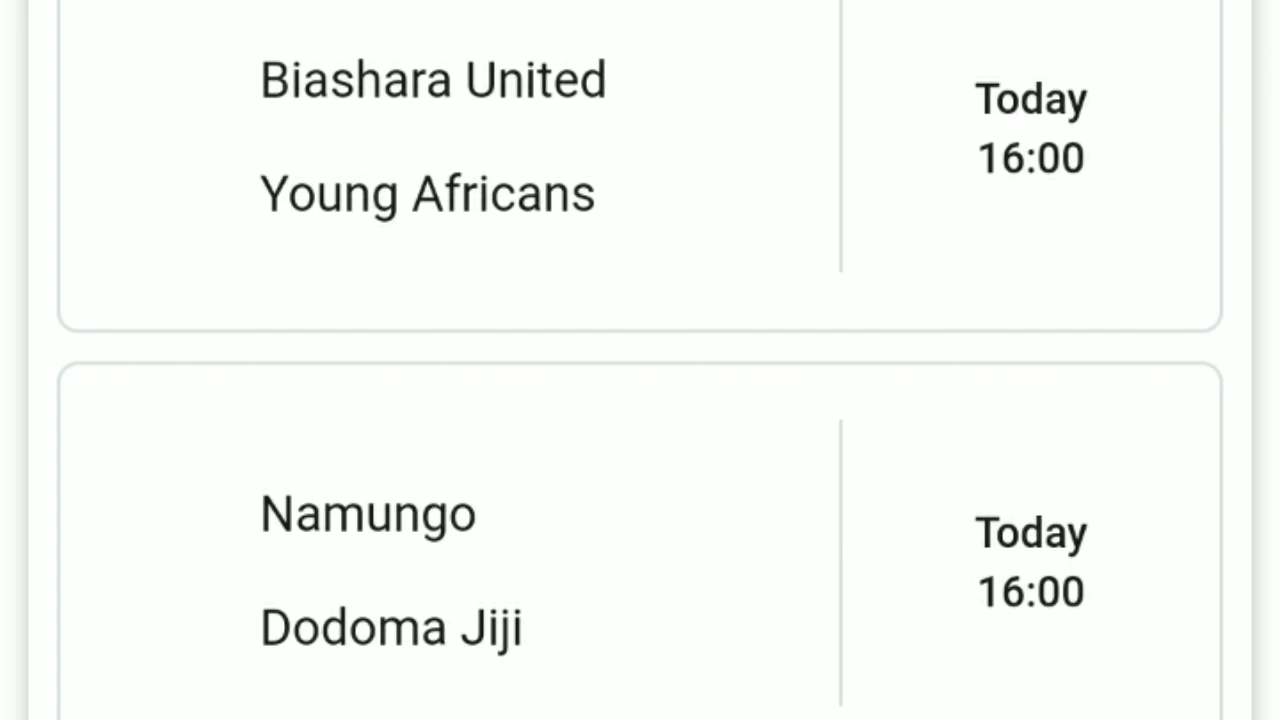 Biashara United
Today
16:00
Young Africans
Namungo
Today
16:00
Dodoma Jiji